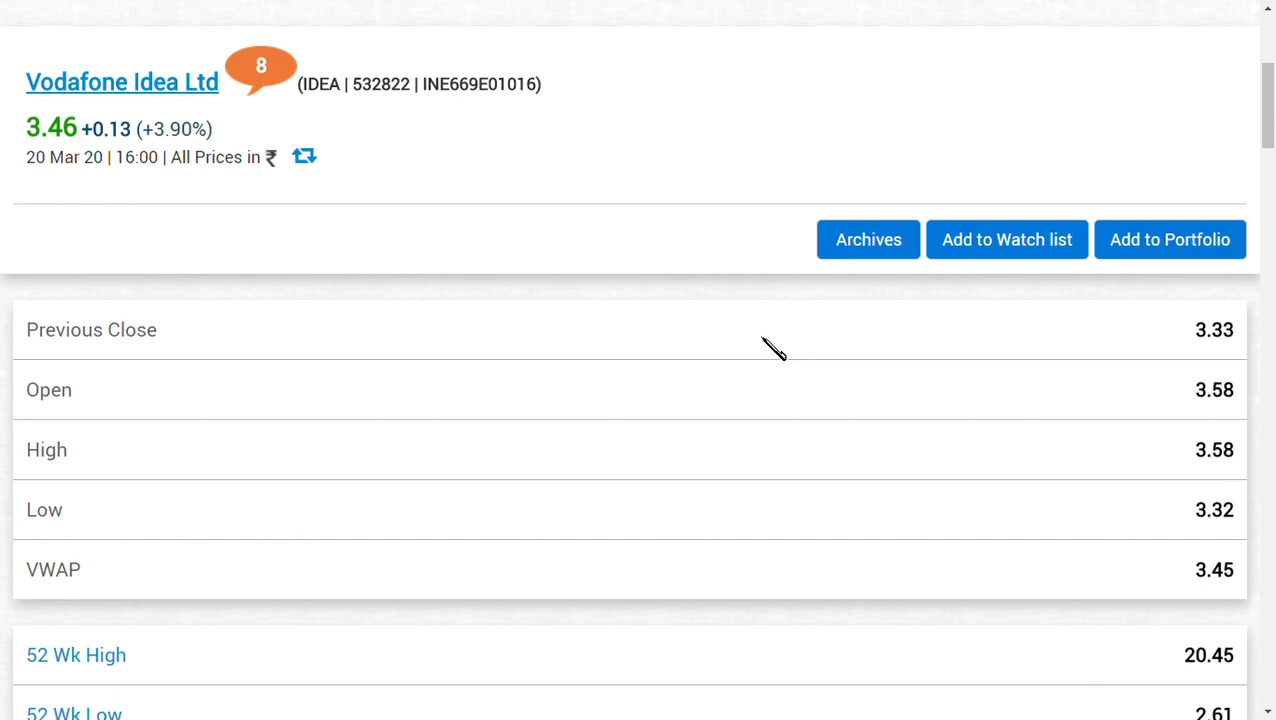 Vodafone Idea Ltd 8 (IDEA | 532822 | INE669E01016)
3.46 +0.13 (+3.90%)
20 Mar 20 | 16:00 | All Prices in ₹
Archives Add to Watch list Add to Portfolio
Previous Close 3.33
Open 3.58
High 3.58
Low 3.32
VWAP 3.45
52 Wk High 20.45
52 Wk Low 2.61